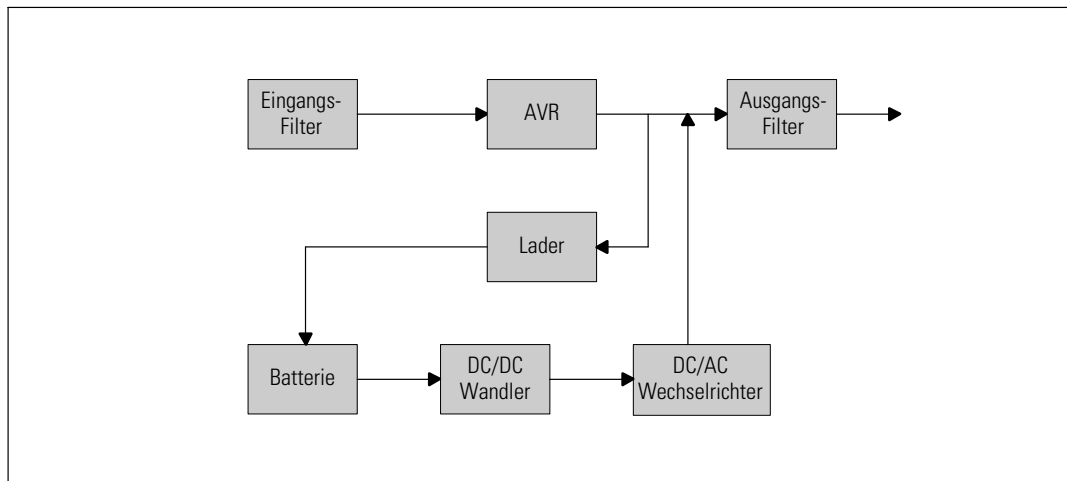 Eingangs-
Filter
AVR
Ausgangs-
Filter
Lader
Batterie
DC/DC
Wandler
DC/AC
Wechselrichter